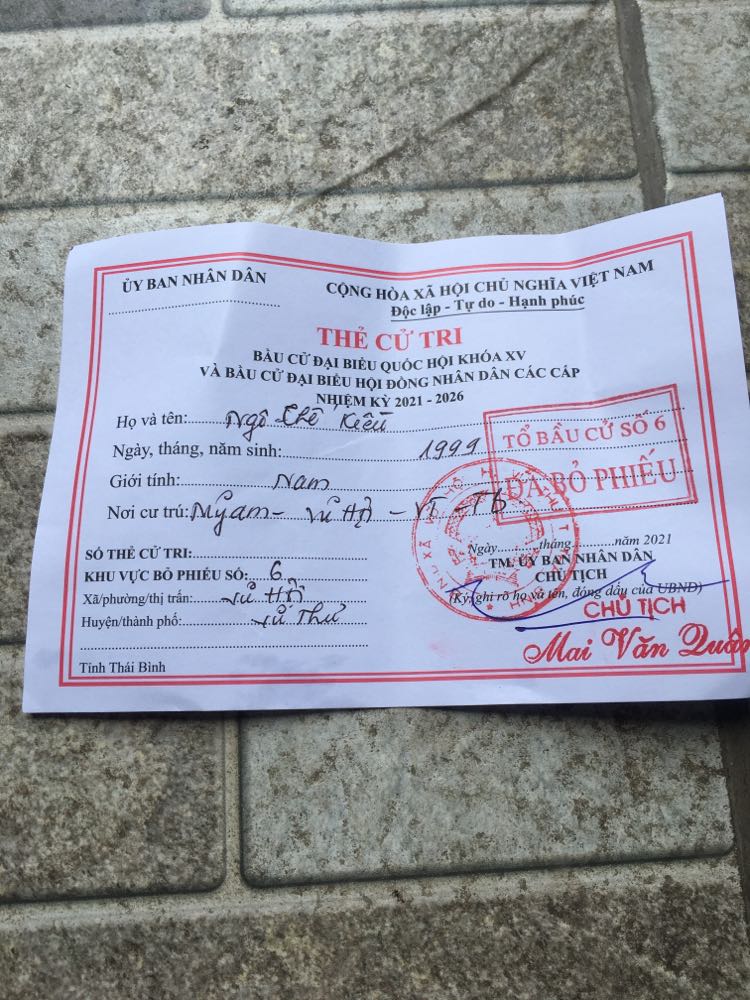 ỦY BAN NHÂN DÂN
CỘNG HÒA XÃ HỘI CHỦ NGHĨA VIỆT NAM
Độc lập - Tự do - Hạnh phúc
THẺ CỬ TRI
BẦU CỬ ĐẠI BIỂU QUỐC HỘI KHÓA XV
VÀ BẦU CỬ ĐẠI BIỂU HỘI ĐỒNG NHÂN DÂN CÁC CẤP
NHIỆM KỲ 2021 - 2026
Họ và tên: Ngô Thế Kiều
Ngày, tháng, năm sinh: 1999
TỔ BẦU CỬ SỐ 6
ĐÃ BỎ PHIẾU
Giới tính: Nam
Nơi cư trú: - Vũ Hội - VT - TB
SỐ THẺ CỬ TRI:
KHU VỰC BỎ PHIẾU SỐ: 6
Xã/phường/thị trấn: Vũ Hội
Huyện/thành phố: Vũ Thư
Tỉnh Thái Bình
Ngày.........tháng............năm 2021
TM. ỦY BAN NHÂN DÂN
CHỦ TỊCH
(Ký, ghi rõ họ và tên, đóng dấu của UBND)
CHỦ TỊCH
Mai Văn Quân